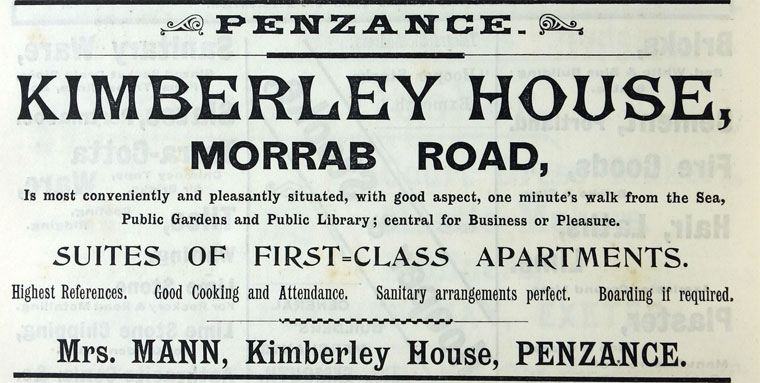 PENZANCE.
KIMBERLEY HOUSE,
MORRAB ROAD,
Is most conveniently and pleasantly situated, with good aspect, one minute's walk from the Sea,
Public Gardens and Public Library; central for Business or Pleasure.
SUITES OF FIRST=CLASS APARTMENTS.
Highest References. Good Cooking and Attendance. Sanitary arrangements perfect. Boarding if required.
Mrs. MANN, Kimberley House, PENZANCE.